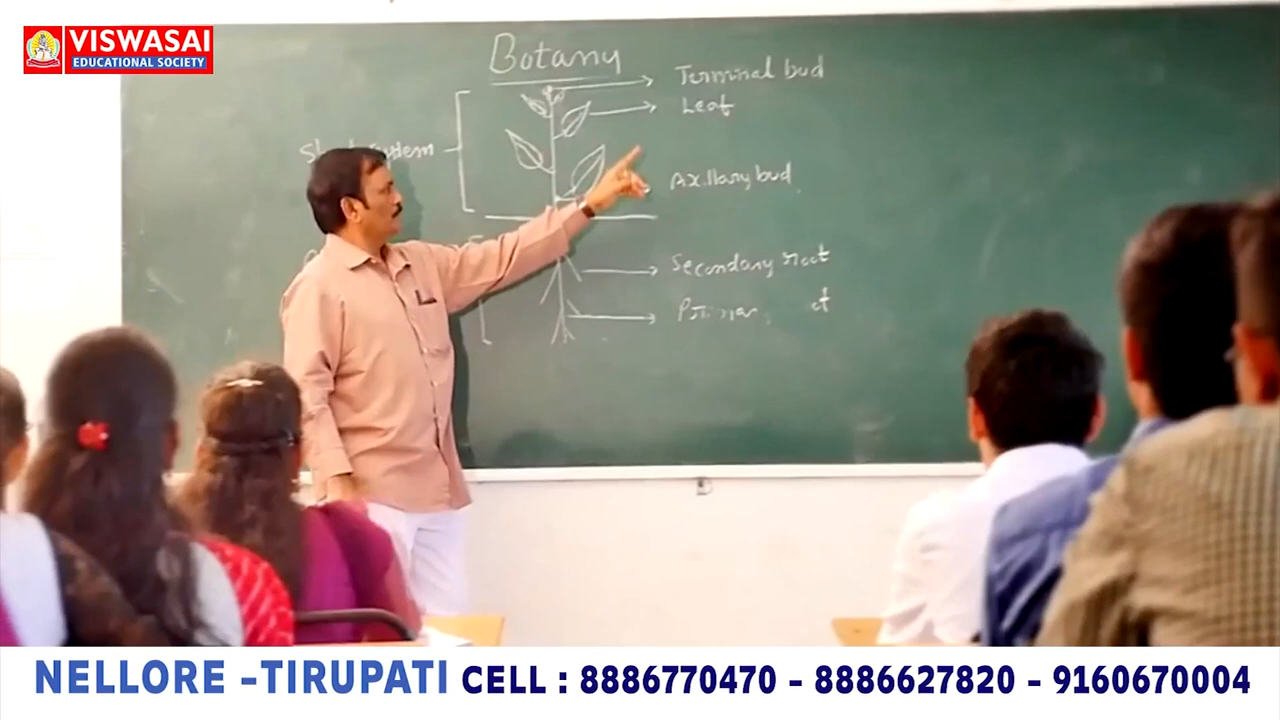 VISWASAI
EDUCATIONAL SOCIETY
Botany
Terminal bud
Leaf
Axillary bud
Secondary root
NELLORE -TIRUPATI CELL : 8886770470 - 8886627820 - 9160670004